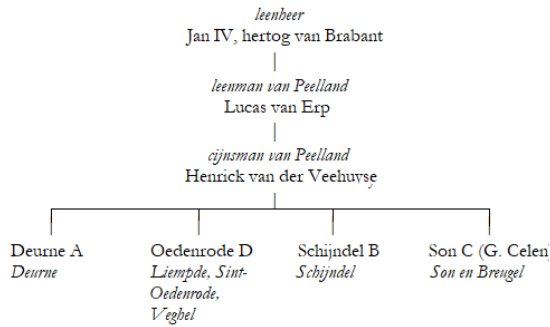 leenheer
Jan IV, hertog van Brabant
leenman van Peelland
Lucas van Erp
cijnsman van Peelland
Henrick van der Veehuyse
Deurne A
Deurne
Oedenrode D
Liempde, Sint-
Oedenrode,
Veghel
Schijndel B
Schijndel
Son C (G. Celen)
Son en Breugel